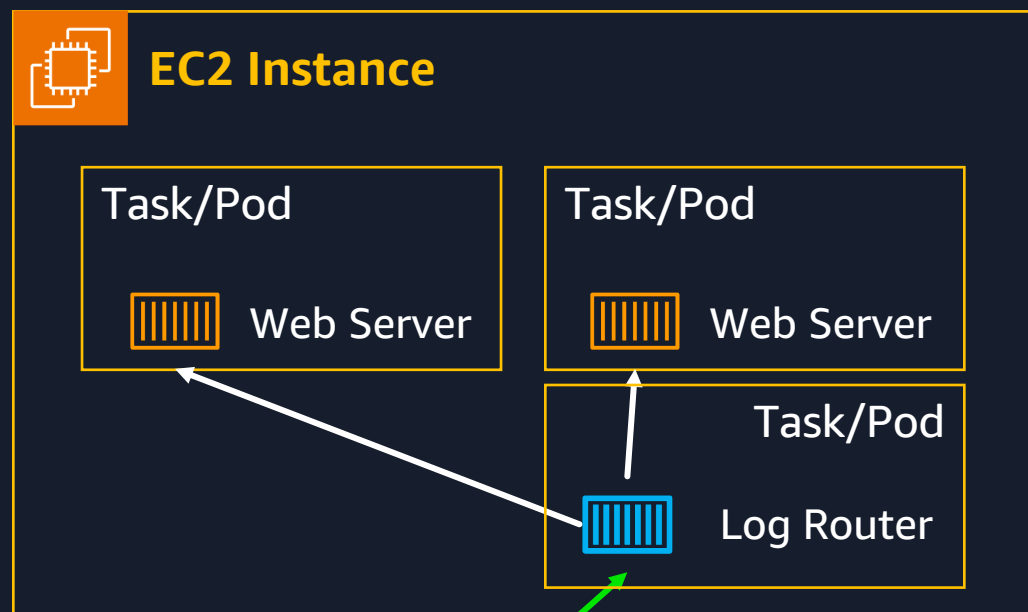 EC2 Instance
Task/Pod
Web Server
Task/Pod
Web Server
Task/Pod
Log Router